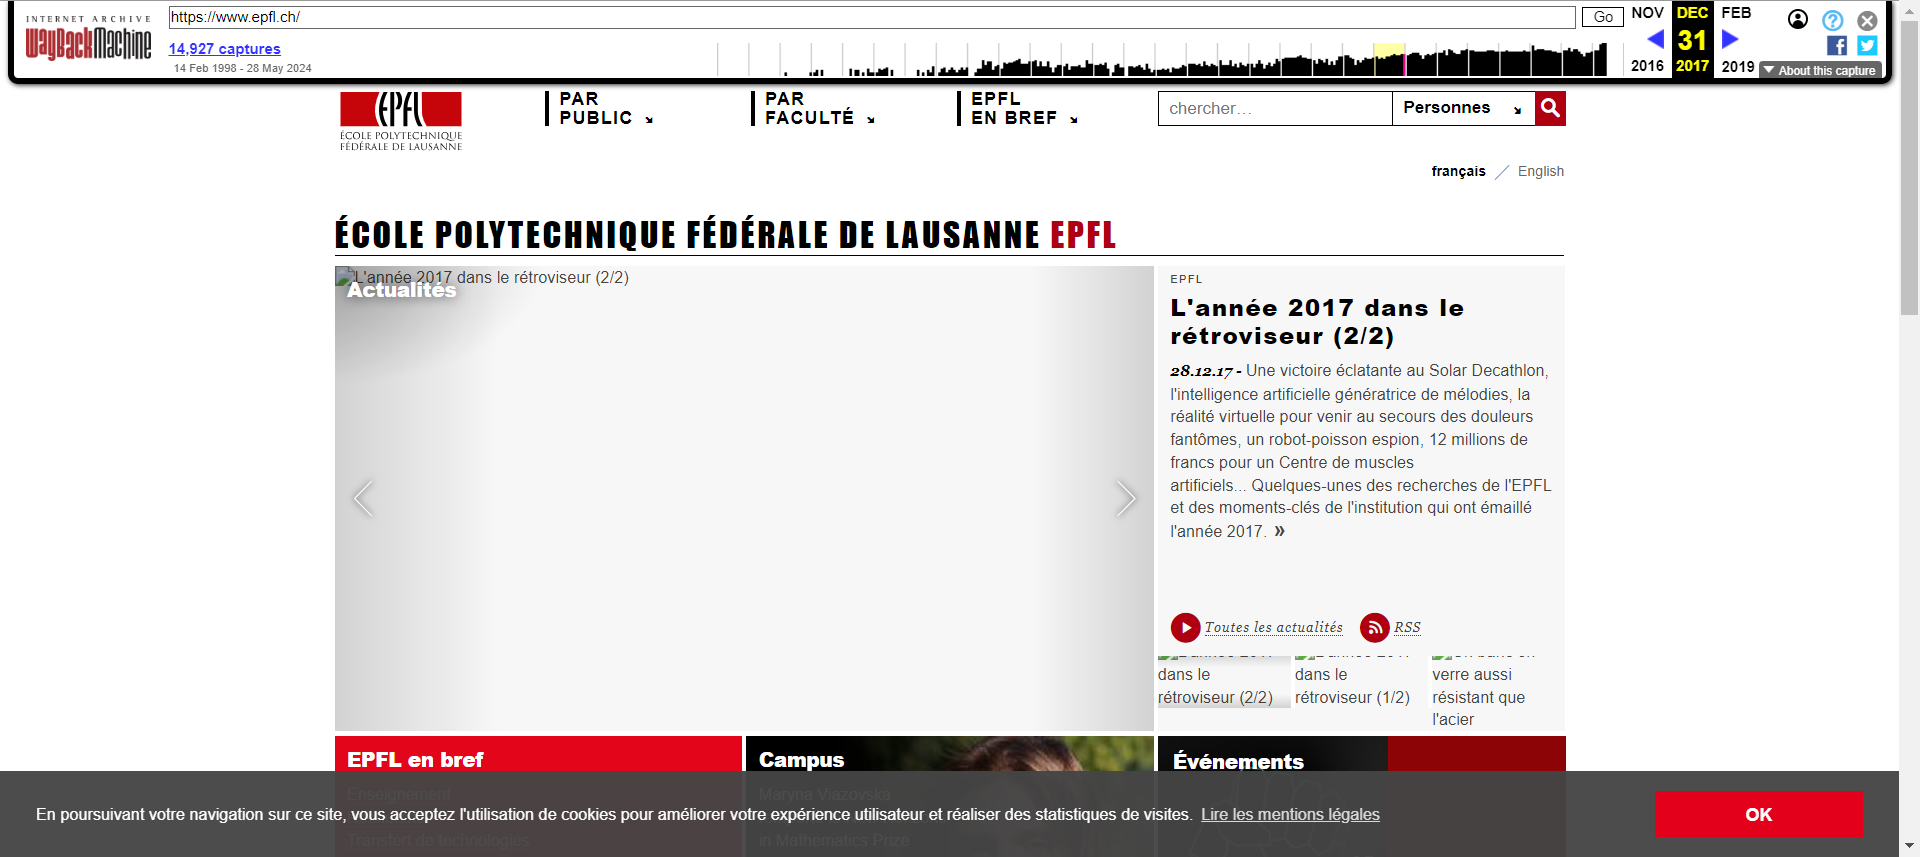 INTERNET ARCHIVE
WayBackMachine
https://www.epfl.ch/
Go
14,927 captures
14 Feb 1998 - 28 May 2024
NOV DEC FEB
31
2016 2017 2019
About this capture
EPFL
ÉCOLE POLYTECHNIQUE
FÉDÉRALE DE LAUSANNE
PAR
PUBLIC
PAR
FACULTÉ
EPFL
EN BREF
chercher…
Personnes
français / English
ÉCOLE POLYTECHNIQUE FÉDÉRALE DE LAUSANNE EPFL
L'année 2017 dans le rétroviseur (2/2)
Actualités
EPFL
L'année 2017 dans le
rétroviseur (2/2)
28.12.17 - Une victoire éclatante au Solar Decathlon,
l'intelligence artificielle génératrice de mélodies, la
réalité virtuelle pour venir au secours des douleurs
fantômes, un robot-poisson espion, 12 millions de
francs pour un Centre de muscles
artificiels... Quelques-unes des recherches de l'EPFL
et des moments-clés de l'institution qui ont émaillé
l'année 2017. »
Toutes les actualités
RSS
dans le
rétroviseur (2/2)
dans le
rétroviseur (1/2)
verre aussi
résistant que
l'acier
EPFL en bref
Campus
Événements
Enseignement
Maryna Viazovska
En poursuivant votre navigation sur ce site, vous acceptez l'utilisation de cookies pour améliorer votre expérience utilisateur et réaliser des statistiques de visites. Lire les mentions légales
OK
Transfert de technologies
in Mathematics Prize